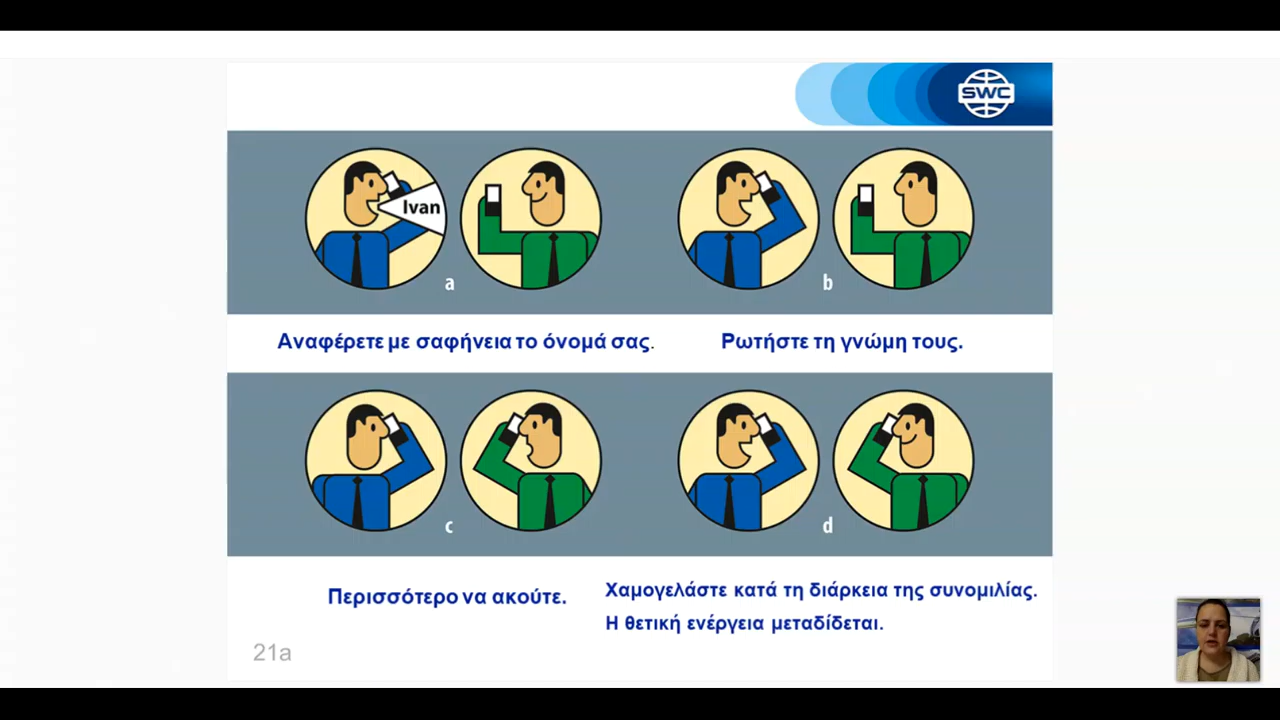 SWC
Ivan
a
b
Αναφέρετε με σαφήνεια το όνομά σας.
Ρωτήστε τη γνώμη τους.
c
d
Περισσότερο να ακούτε.
Χαμογελάστε κατά τη διάρκεια της συνομιλίας.
Η θετική ενέργεια μεταδίδεται.
21a